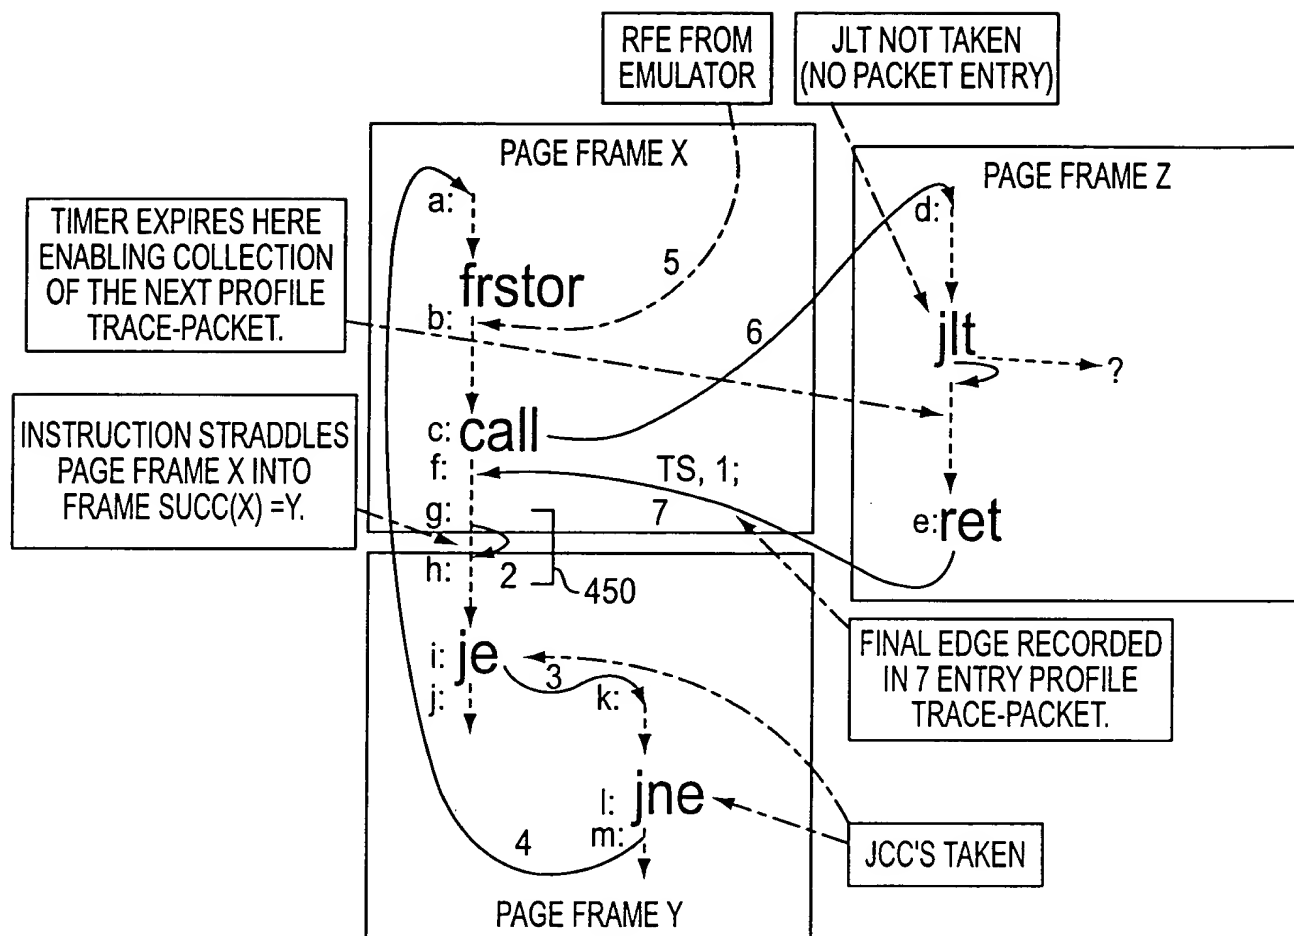 RFE FROM
EMULATOR
JLT NOT TAKEN
(NO PACKET ENTRY)
PAGE FRAME X
PAGE FRAME Z
a:
d:
TIMER EXPIRES HERE
ENABLING COLLECTION
OF THE NEXT PROFILE
TRACE-PACKET.
frstor
5
b:
6
jlt
?
INSTRUCTION STRADDLES
PAGE FRAME X INTO
FRAME SUCC(X) =Y.
c: call
f:
TS, 1;
7
g:
e: ret
h:
2
450
i: je
3
j:
k:
FINAL EDGE RECORDED
IN 7 ENTRY PROFILE
TRACE-PACKET.
l: jne
m:
4
JCC'S TAKEN
PAGE FRAME Y